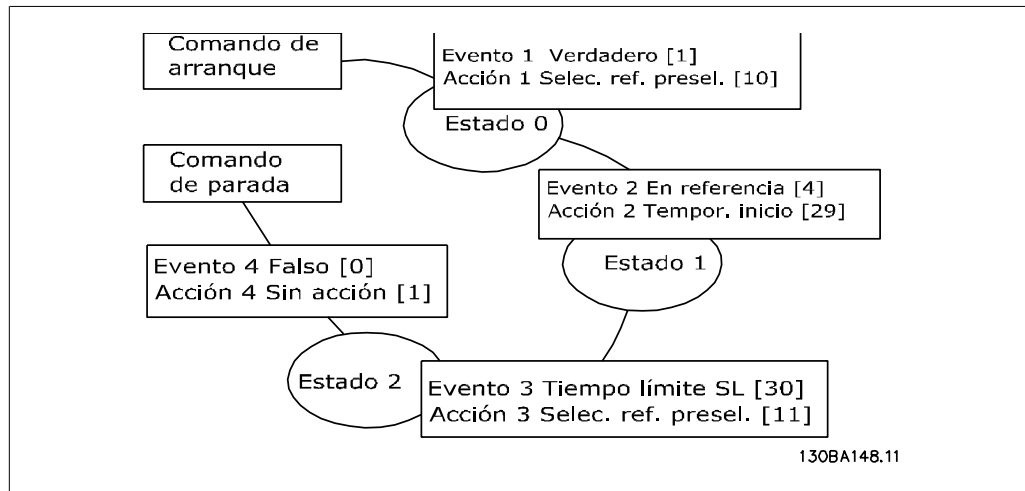 Comando de
arranque
Evento 1 Verdadero [1]
Acción 1 Selec. ref. presel. [10]
Estado 0
Comando
de parada
Evento 2 En referencia [4]
Acción 2 Tempor. inicio [29]
Estado 1
Evento 4 Falso [0]
Acción 4 Sin acción [1]
Estado 2
Evento 3 Tiempo límite SL [30]
Acción 3 Selec. ref. presel. [11]
130BA148.11